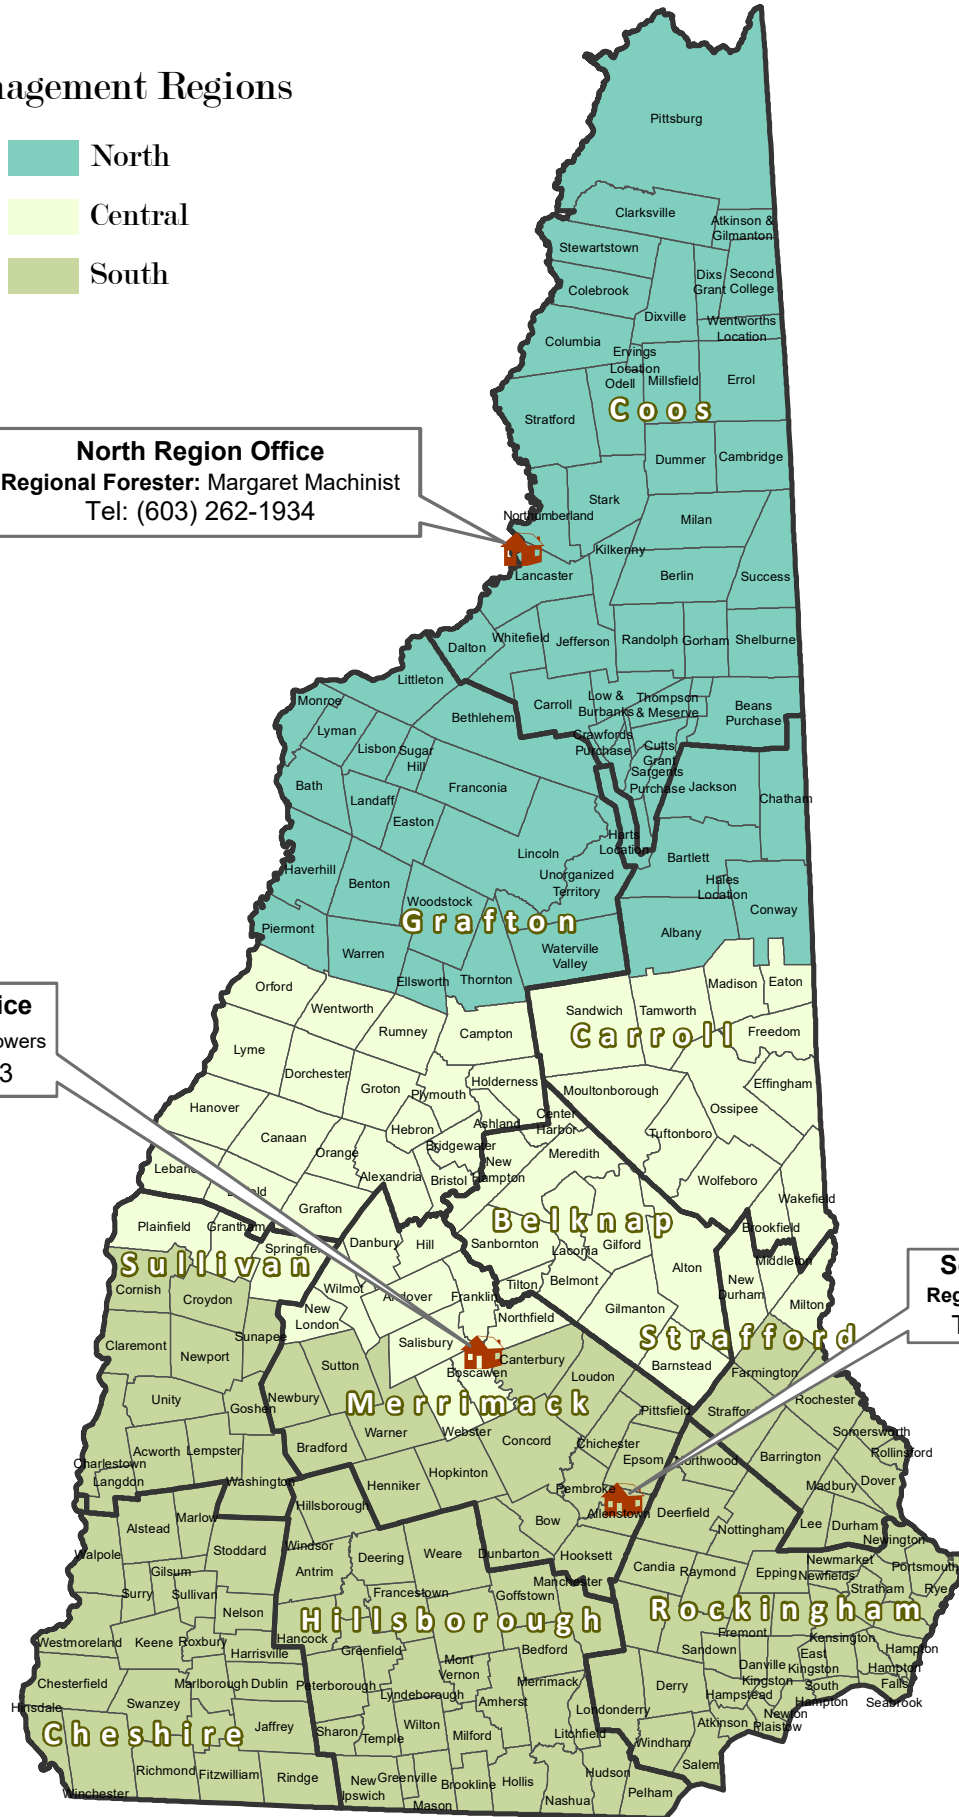 nagement Regions
North
Central
South
North Region Office
Regional Forester: Margaret Machinist
Tel: (603) 262-1934
ice
owers
3
S
Reg
T
Pittsburg
Clarksville
Atkinson &
Gilmanton
Stewartstown
Dixs
Grant
Second
College
Colebrook
Dixville
Wentworths
Location
Columbia
Ervings
Location
Odell
Millsfield
Errol
Coos
Stratford
Dummer
Cambridge
Stark
Northumberland
Milan
Kilkenny
Lancaster
Berlin
Success
Dalton
Whitefield
Jefferson
Randolph
Gorham
Shelburne
Littleton
Monroe
Bethlehem
Carroll
Low &
Burbanks
Thompson
& Meserve
Beans
Purchase
Lyman
Lisbon
Sugar
Hill
Crawfords
Purchase
Cutts
Grant
Sargents
Purchase
Bath
Landaff
Franconia
Jackson
Chatham
Easton
Lincoln
Harts
Location
Bartlett
Haverhill
Benton
Unorganized
Territory
Hales
Location
Woodstock
Conway
Grafton
Piermont
Warren
Waterville
Valley
Albany
Ellsworth
Thornton
Orford
Madison
Eaton
Wentworth
Sandwich
Tamworth
Rumney
Campton
Carroll
Freedom
Lyme
Dorchester
Groton
Plymouth
Holderness
Moultonborough
Effingham
Hanover
Ashland
Center
Harbor
Ossipee
Canaan
Hebron
Tuftonboro
Orange
Bridgewater
Meredith
Leban
Alexandria
Bristol
New
Hampton
Wolfeboro
field
Wakefield
Grafton
Plainfield
Grantham
Belknap
Brookfield
Springfiel
Danbury
Hill
Sanbornton
Laconia
Gilford
Sullivan
Middleton
Cornish
Croydon
Wilmot
Andover
Franklin
Tilton
Belmont
Alton
New
Durham
Milton
New
London
Northfield
Gilmanton
Claremont
Sunapee
Salisbury
Strafford
Newport
Sutton
Canterbury
Barnstead
Boscawen
Loudon
Farmington
Unity
Goshen
Newbury
Merrimack
Pittsfield
Straffor
Rochester
Warner
Webster
Concord
Chichester
Somersworth
Acworth
Lempster
Bradford
Epsom
orthwood
Barrington
Rollinsford
Charlestown
Langdon
Washington
Henniker
Hopkinton
Pembroke
Madbury
Dover
Hillsborough
Allenstown
Deerfield
Alstead
Marlow
Bow
Nottingham
Lee
Durham
Walpole
Stoddard
Windsor
Deering
Weare
Dunbarton
Hooksett
Newington
Gilsum
Antrim
Candia
Raymond
Epping
Newmarket
Newfields
Portsmouth
Surry
Sullivan
Francestown
Goffstown
Manchester
Stratham
Rye
Nelson
Hillsborough
Rockingham
Westmoreland
Keene
Roxbury
Hancock
Fremont
Kensington
Harrisville
Greenfield
Bedford
Sandown
East
Kingston
Hampton
Chesterfield
Marlborough
Dublin
Peterborough
Mont
Vernon
Merrimack
Derry
Danville
Kingston
Hampton
Falls
Hinsdale
Swanzey
Lyndeborough
Amherst
Londonderry
Hampstead
South
Hampton
Seabrook
Cheshire
Jaffrey
Sharon
Temple
Wilton
Milford
Litchfield
Atkinson
Newton
Plaistow
Windham
Salem
Richmond
Fitzwilliam
Rindge
New
Ipswich
Greenville
Brookline
Hollis
Hudson
Winchester
Mason
Nashua
Pelham